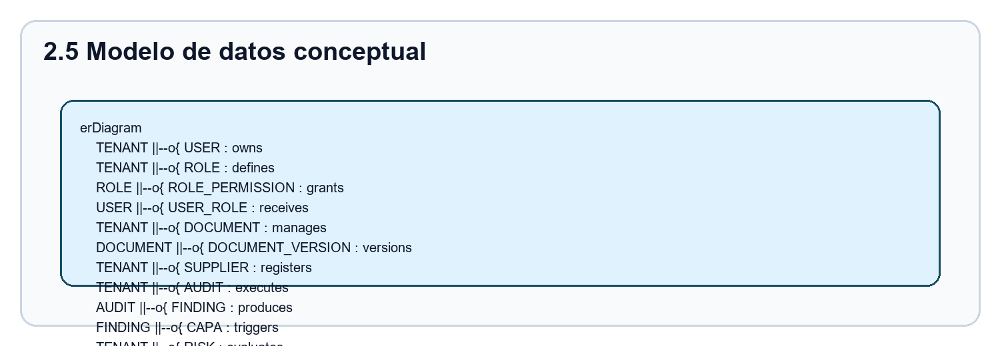 2.5 Modelo de datos conceptual
erDiagram
TENANT ||--o{ USER : owns
TENANT ||--o{ ROLE : defines
ROLE ||--o{ ROLE_PERMISSION : grants
USER ||--o{ USER_ROLE : receives
TENANT ||--o{ DOCUMENT : manages
DOCUMENT ||--o{ DOCUMENT_VERSION : versions
TENANT ||--o{ SUPPLIER : registers
TENANT ||--o{ AUDIT : executes
AUDIT ||--o{ FINDING : produces
FINDING ||--o{ CAPA : triggers
TENANT ||--o{ RISK : evaluates